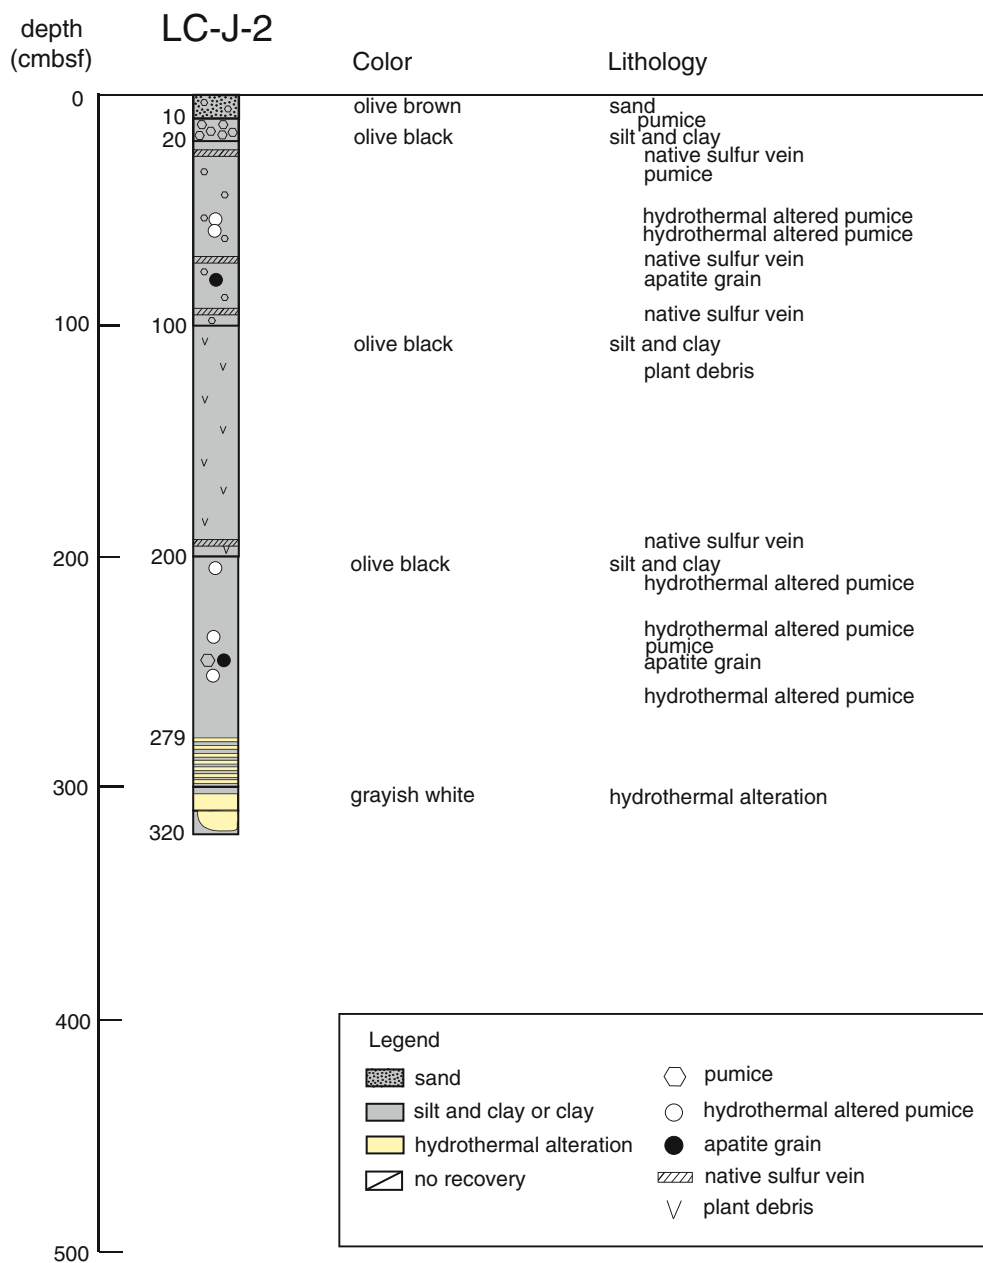 depth
(cmbsf)
LC-J-2
Color
Lithology
0
olive brown
sand
10
pumice
20
olive black
silt and clay
native sulfur vein
pumice
hydrothermal altered pumice
hydrothermal altered pumice
native sulfur vein
apatite grain
native sulfur vein
100
100
olive black
silt and clay
plant debris
native sulfur vein
200
200
olive black
silt and clay
hydrothermal altered pumice
hydrothermal altered pumice
pumice
apatite grain
hydrothermal altered pumice
279
300
grayish white
hydrothermal alteration
320
400
500
Legend
sand
silt and clay or clay
hydrothermal alteration
no recovery
pumice
hydrothermal altered pumice
apatite grain
native sulfur vein
plant debris